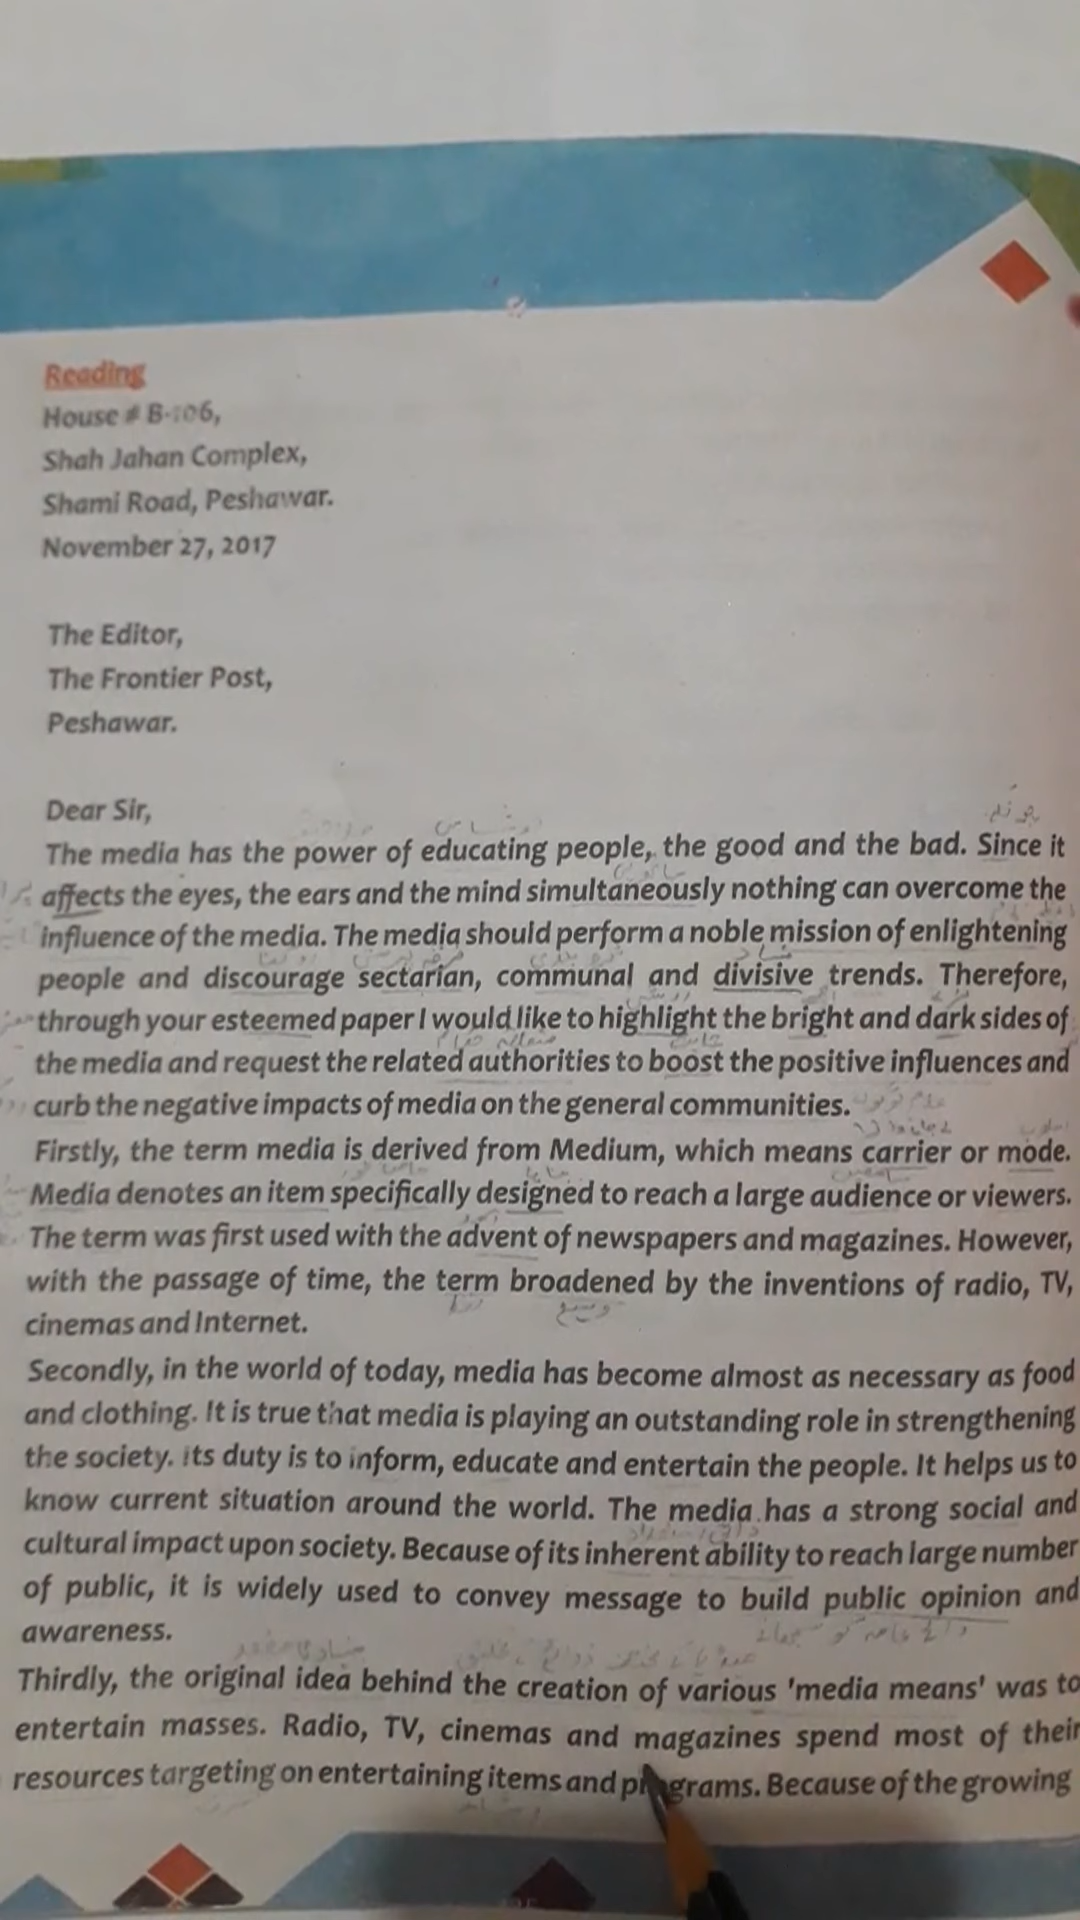 Reading
House # B-106,
Shah Jahan Complex,
Shami Road, Peshawar.
November 27, 2017
The Editor,
The Frontier Post,
Peshawar.
Dear Sir,
The media has the power of educating people, the good and the bad. Since it
affects the eyes, the ears and the mind simultaneously nothing can overcome the
influence of the media. The media should perform a noble mission of enlightening
people and discourage sectarian, communal and divisive trends. Therefore,
through your esteemed paper I would like to highlight the bright and dark sides of
the media and request the related authorities to boost the positive influences and
curb the negative impacts of media on the general communities.
Firstly, the term media is derived from Medium, which means carrier or mode.
Media denotes an item specifically designed to reach a large audience or viewers.
The term was first used with the advent of newspapers and magazines. However,
with the passage of time, the term broadened by the inventions of radio, TV,
وسیع
cinemas and Internet.
Secondly, in the world of today, media has become almost as necessary as food
and clothing. It is true that media is playing an outstanding role in strengthening
the society. Its duty is to inform, educate and entertain the people. It helps us to
know current situation around the world. The media has a strong social and
cultural impact upon society. Because of its inherent ability to reach large number
of public, it is widely used to convey message to build public opinion and
awareness.
Thirdly, the original idea behind the creation of various 'media means' was to
entertain masses. Radio, TV, cinemas and magazines spend most of their
resources targeting on entertaining items and programs. Because of the growing